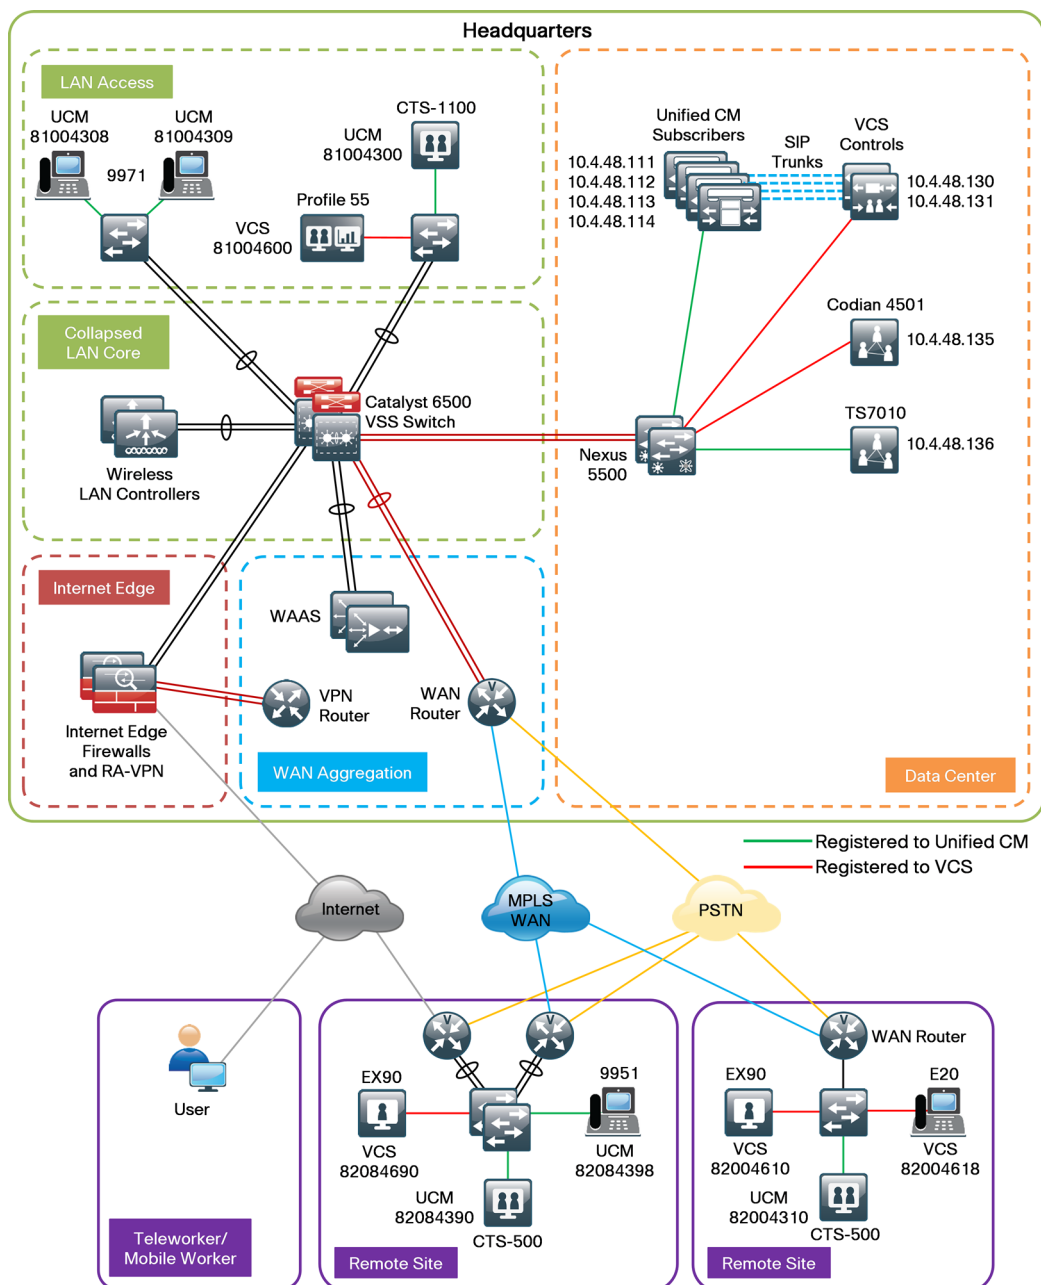 Headquarters
LAN Access
UCM
81004308
UCM
81004309
9971
CTS-1100
UCM
81004300
Profile 55
VCS
81004600
Unified CM
Subscribers
10.4.48.111
10.4.48.112
10.4.48.113
10.4.48.114
SIP
Trunks
VCS
Controls
10.4.48.130
10.4.48.131
Codian 4501
10.4.48.135
TS7010
10.4.48.136
Nexus
5500
Collapsed
LAN Core
Catalyst 6500
VSS Switch
Wireless
LAN Controllers
Internet Edge
Internet Edge
Firewalls
and RA-VPN
WAAS
VPN
Router
WAN
Router
V
WAN Aggregation
Data Center
Registered to Unified CM
Registered to VCS
Internet
MPLS
WAN
PSTN
User
Teleworker/
Mobile Worker
V
V
EX90
VCS
82084690
9951
UCM
82084398
UCM
82084390
CTS-500
Remote Site
V
WAN Router
EX90
VCS
82004610
E20
VCS
82004618
UCM
82004310
CTS-500
Remote Site